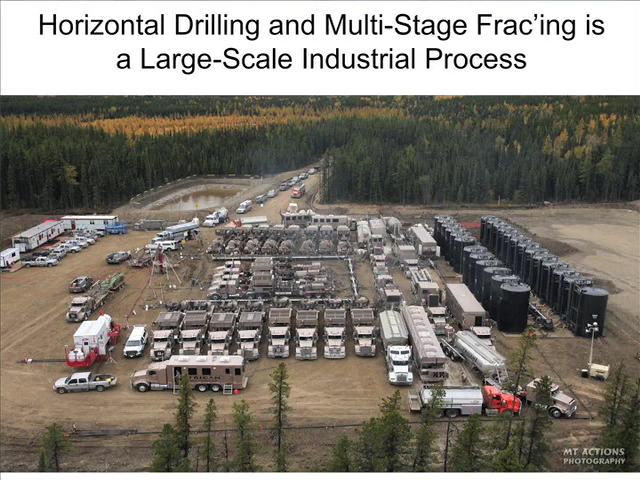 Horizontal Drilling and Multi-Stage Frac’ing is
a Large-Scale Industrial Process
MT ACTIONS
PHOTOGRAPHY